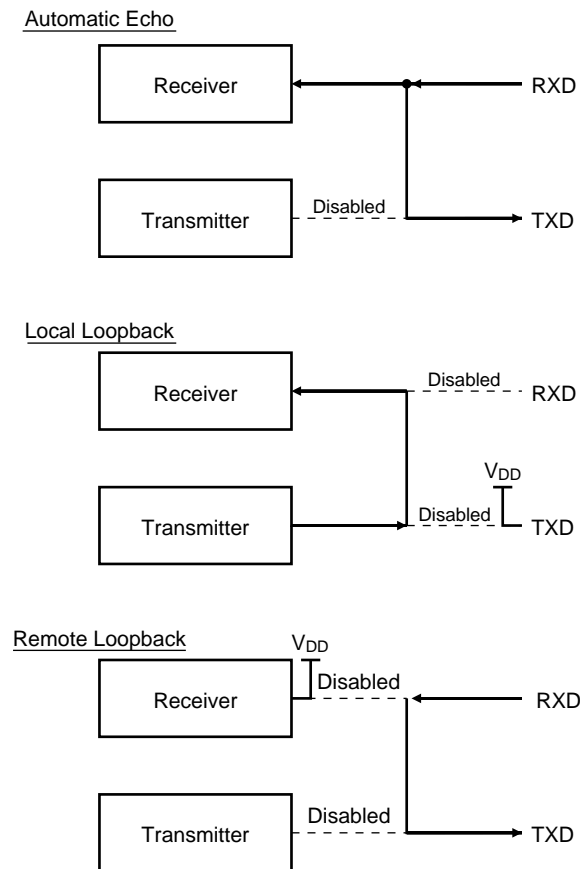 Automatic Echo
Receiver
RXD
Transmitter
Disabled
TXD
Local Loopback
Receiver
Disabled
RXD
VDD
Transmitter
Disabled
TXD
Remote Loopback
VDD
Receiver
Disabled
RXD
Transmitter
Disabled
TXD